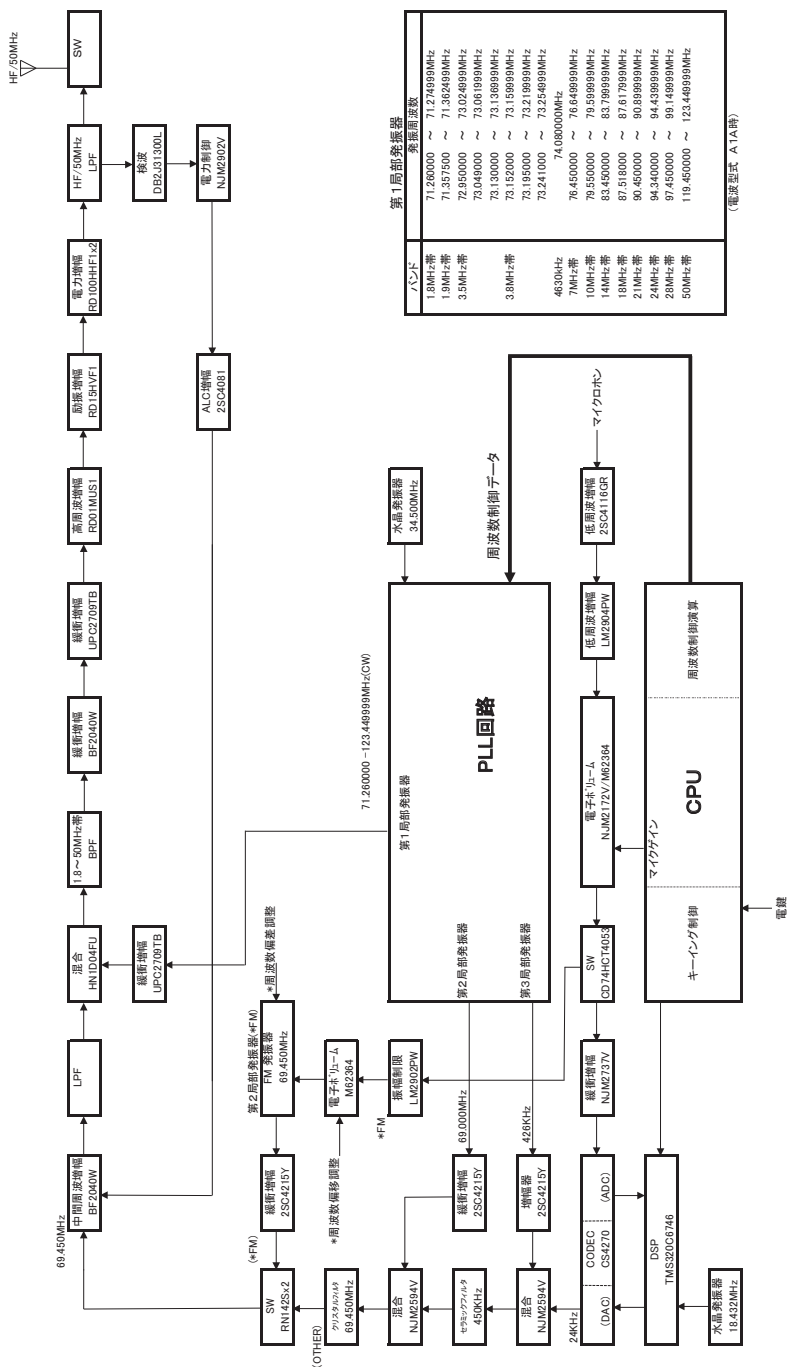 HF/50MHz
SW
HF/50MHz
LPF
検波
DB2J31300L
電力制御
NJM2902V
電力増幅
RD100HHF1x2
励振増幅
RD15HVF1
ALC増幅
2SC4081
高周波増幅
RD01MUS1
緩衝増幅
UPC2709TB
緩衝増幅
BF2040W
1.8～50MHz帯
BPF
混合
HN1D04FU
緩衝増幅
UPC2709TB
LPF
69.450MHz
中間周波増幅
BF2040W
第1局部発振器
バンド 発振周波数
1.8MHz帯 71.260000 ～ 71.274999MHz
1.9MHz帯 71.357500 ～ 71.362499MHz
3.5MHz帯 72.950000 ～ 73.024999MHz
73.049000 ～ 73.061999MHz
73.130000 ～ 73.136999MHz
3.8MHz帯 73.152000 ～ 73.159999MHz
73.195000 ～ 73.219999MHz
73.241000 ～ 73.254999MHz
4630kHz 74.080000MHz
7MHz帯 76.450000 ～ 76.649999MHz
10MHz帯 79.550000 ～ 79.599999MHz
14MHz帯 83.450000 ～ 83.799999MHz
18MHz帯 87.518000 ～ 87.617999MHz
21MHz帯 90.450000 ～ 90.899999MHz
24MHz帯 94.340000 ～ 94.439999MHz
28MHz帯 97.450000 ～ 99.149999MHz
50MHz帯 119.450000 ～ 123.449999MHz
(電波型式 A1A時)
水晶発振器
34.500MHz
周波数制御データ
71.260000 -123.449999MHz(CW)
第1局部発振器
PLL回路
第2局部発振器
第3局部発振器
*周波数偏差調整
第2局部発振器(*FM)
FM 発振器
69.450MHz
電子ボリューム
M62364
振幅制限
LM2902PW
*FM
*周波数偏移調整
緩衝増幅
2SC4215Y
(*FM)
SW
RN142Sx2
(OTHER)
クリスタルフィルタ
69.450MHz
69.000MHz
緩衝増幅
2SC4215Y
混合
NJM2594V
セラミックフィルタ
450KHz
426KHz
増幅器
2SC4215Y
混合
NJM2594V
24KHz
マイクロホン
低周波増幅
2SC4116GR
低周波増幅
LM2904PW
電子ボリューム
NJM2172V/M62364
マイクゲイン
SW
CD74HCT4053
緩衝増幅
NJM2737V
(ADC)
CODEC
CS4270
(DAC)
周波数制御演算
CPU
キーイング制御
電鍵
DSP
TMS320C6746
水晶発振器
18.432MHz